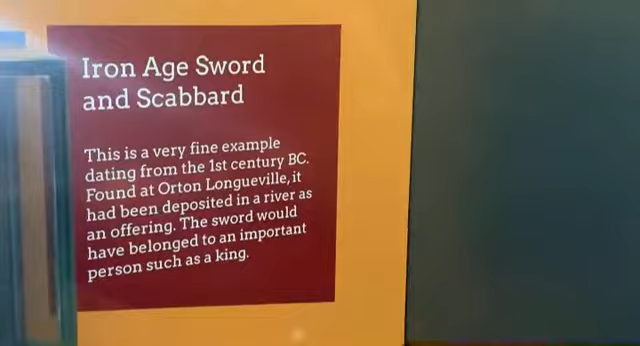 Iron Age Sword
and Scabbard
This is a very fine example
dating from the 1st century BC.
Found at Orton Longueville, it
had been deposited in a river as
an offering. The sword would
have belonged to an important
person such as a king.